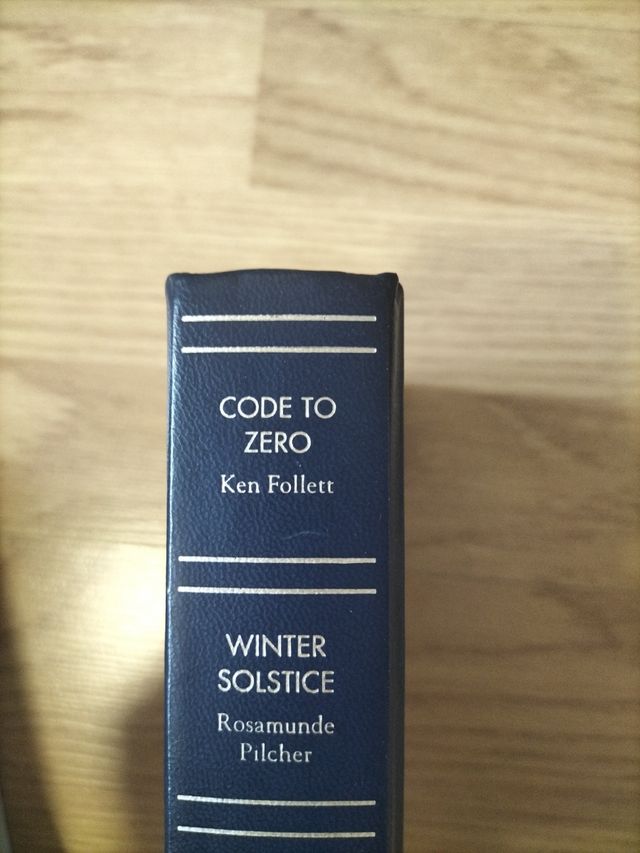 CODE TO
ZERO
Ken Follett
WINTER
SOLSTICE
Rosamunde
Pilcher